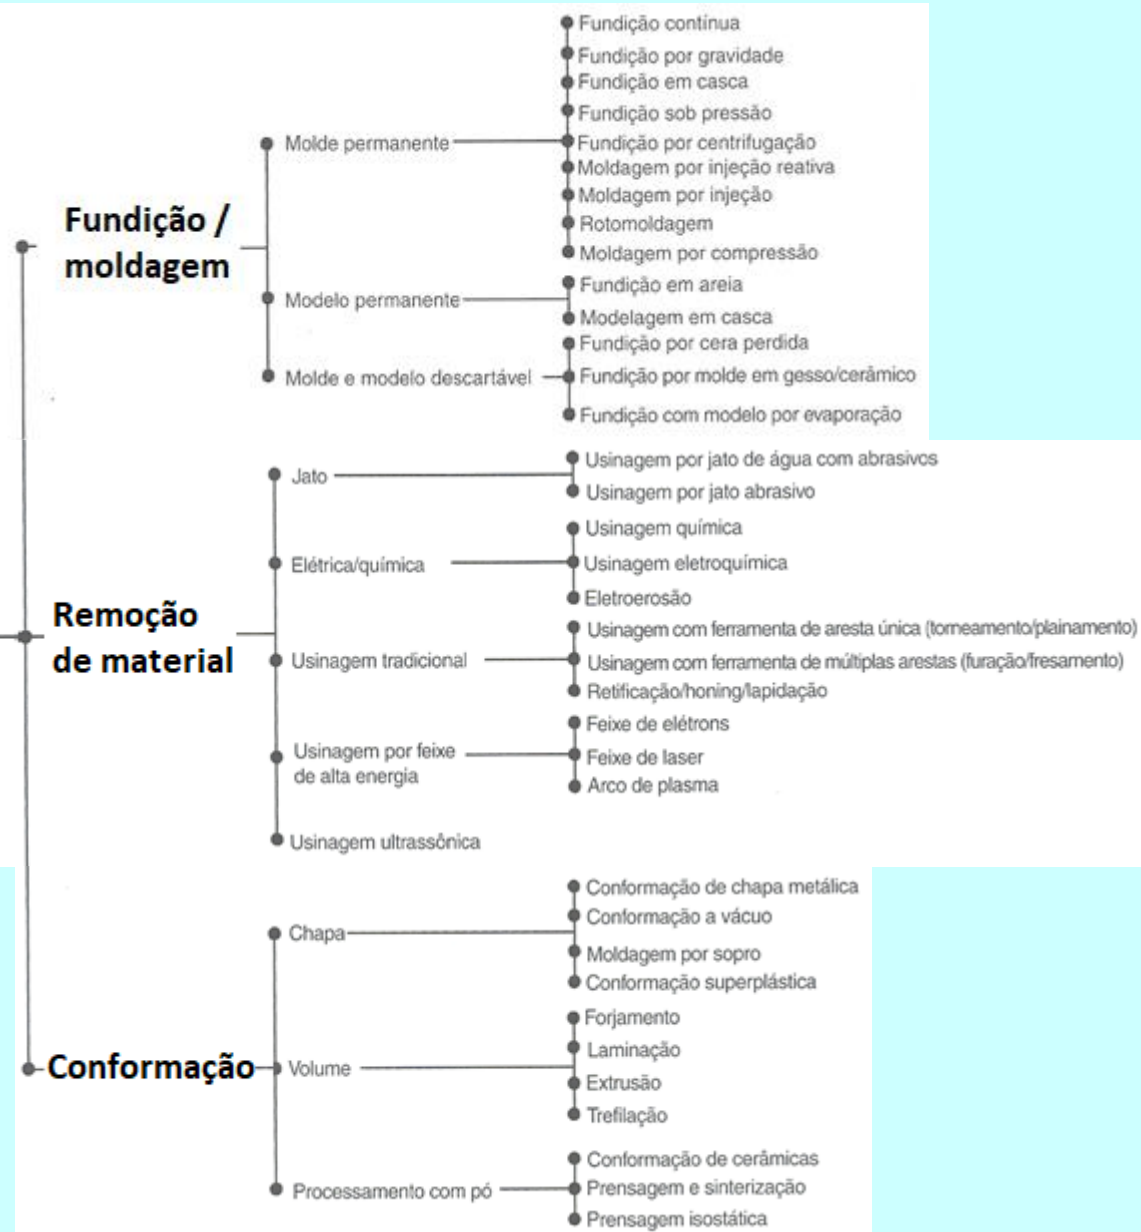 Fundição /
moldagem
Molde permanente
Fundição contínua
Fundição por gravidade
Fundição em casca
Fundição sob pressão
Fundição por centrifugação
Moldagem por injeção reativa
Moldagem por injeção
Rotomoldagem
Moldagem por compressão
Modelo permanente
Fundição em areia
Modelagem em casca
Molde e modelo descartável
Fundição por cera perdida
Fundição por molde em gesso/cerâmico
Fundição com modelo por evaporação
Remoção
de material
Jato
Usinagem por jato de água com abrasivos
Usinagem por jato abrasivo
Elétrica/química
Usinagem química
Usinagem eletroquímica
Eletroerosão
Usinagem tradicional
Usinagem com ferramenta de aresta única (torneamento/plainamento)
Usinagem com ferramenta de múltiplas arestas (furação/fresamento)
Retificação/honing/lapidação
Usinagem por feixe
de alta energia
Feixe de elétrons
Feixe de laser
Arco de plasma
Usinagem ultrassônica
Conformação
Chapa
Conformação de chapa metálica
Conformação a vácuo
Moldagem por sopro
Conformação superplástica
Volume
Forjamento
Laminação
Extrusão
Trefilação
Processamento com pó
Conformação de cerâmicas
Prensagem e sinterização
Prensagem isostática